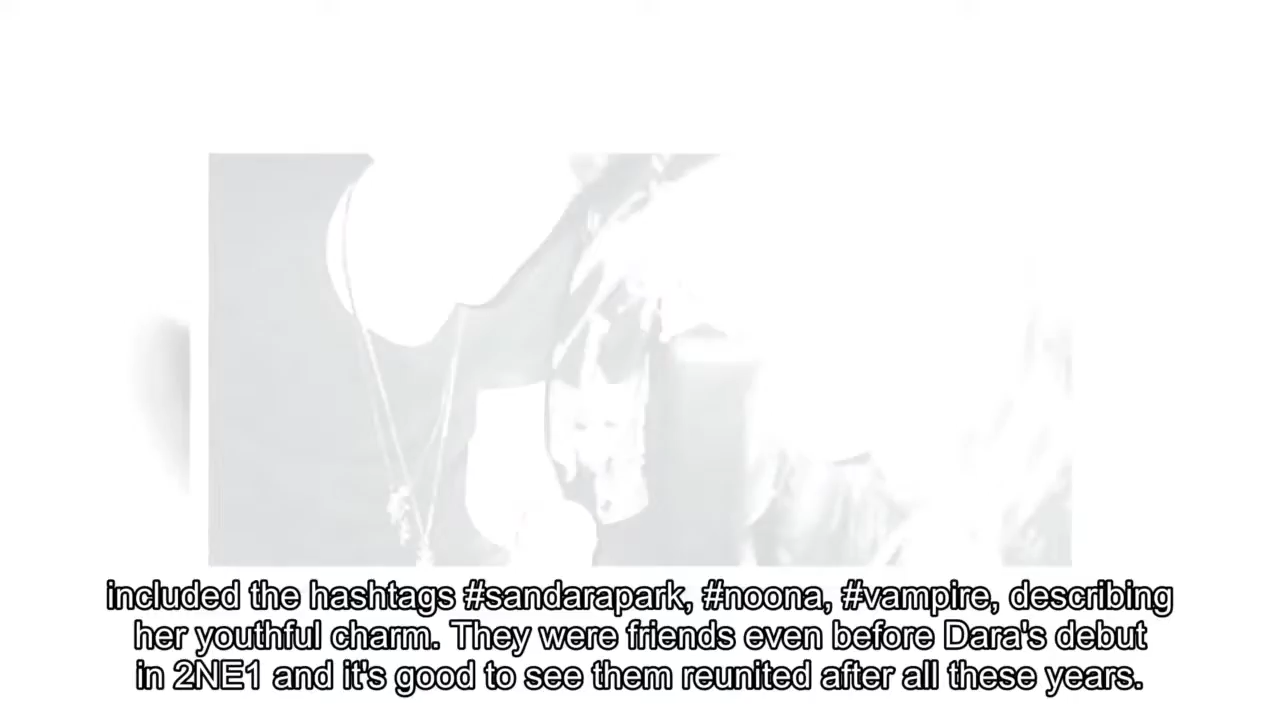 included the hashtags #sandarapark, #noona, #vampire, describing
her youthful charm. They were friends even before Dara's debut
in 2NE1 and it's good to see them reunited after all these years.